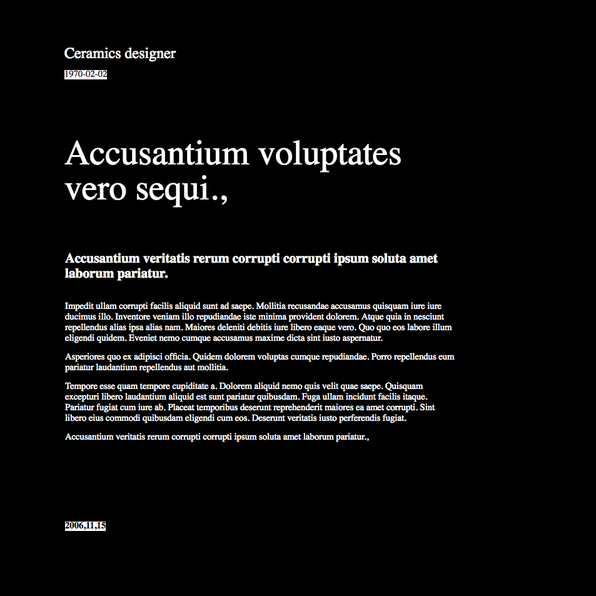 Ceramics designer
1970-02-02
Accusantium voluptates
vero sequi.,
Accusantium veritatis rerum corrupti corrupti ipsum soluta amet
laborum pariatur.
Impedit ullam corrupti facilis aliquid sunt ad saepe. Mollitia recusandae accusamus quisquam iure iure
ducimus illo. Inventore veniam illo repudiandae iste minima provident dolorem. Atque quia in nesciunt
repellendus alias ipsa alias nam. Maiores deleniti debitis iure libero eaque vero. Quo quo eos labore illum
eligendi quidem. Eveniet nemo cumque accusamus maxime dicta sint iusto aspernatur.
Asperiores quo ex adipisci officia. Quidem dolorem voluptas cumque repudiandae. Porro repellendus eum
pariatur laudantium repellendus aut mollitia.
Tempore esse quam tempore cupiditate a. Dolorem aliquid nemo quis velit quae saepe. Quisquam
excepturi libero laudantium aliquid est sunt pariatur quibusdam. Fuga ullam incidunt facilis itaque.
Pariatur fugiat cum iure ab. Placeat temporibus deserunt reprehenderit maiores ea amet corrupti. Sint
libero eius commodi quibusdam eligendi cum eos. Deserunt veritatis iusto perferendis fugiat.
Accusantium veritatis rerum corrupti corrupti ipsum soluta amet laborum pariatur.,
2006,11,15